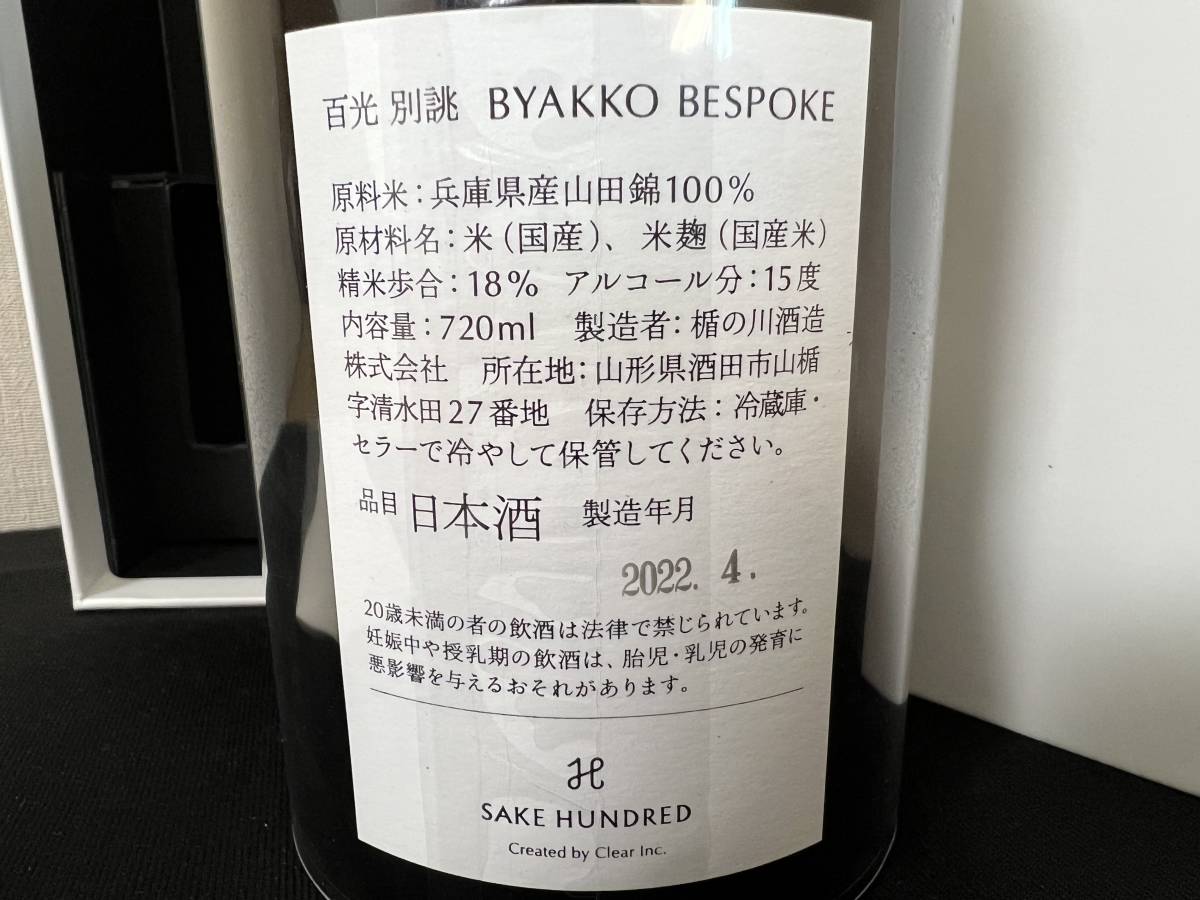 百光 別誂 BYAKKO BESPOKE
原料米：兵庫県産山田錦100%
原材料名：米（国産）、米麹（国産米）
精米歩合：18% アルコール分：15度
内容量：720ml 製造者：楯の川酒造
株式会社 所在地：山形県酒田市山楯
字清水田27番地 保存方法：冷蔵庫・
セラーで冷やして保管してください。
品目 日本酒 製造年月
2022. 4.
20歳未満の者の飲酒は法律で禁じられています。
妊娠中や授乳期の飲酒は、胎児・乳児の発育に
悪影響を与えるおそれがあります。
SAKE HUNDRED
Created by Clear Inc.